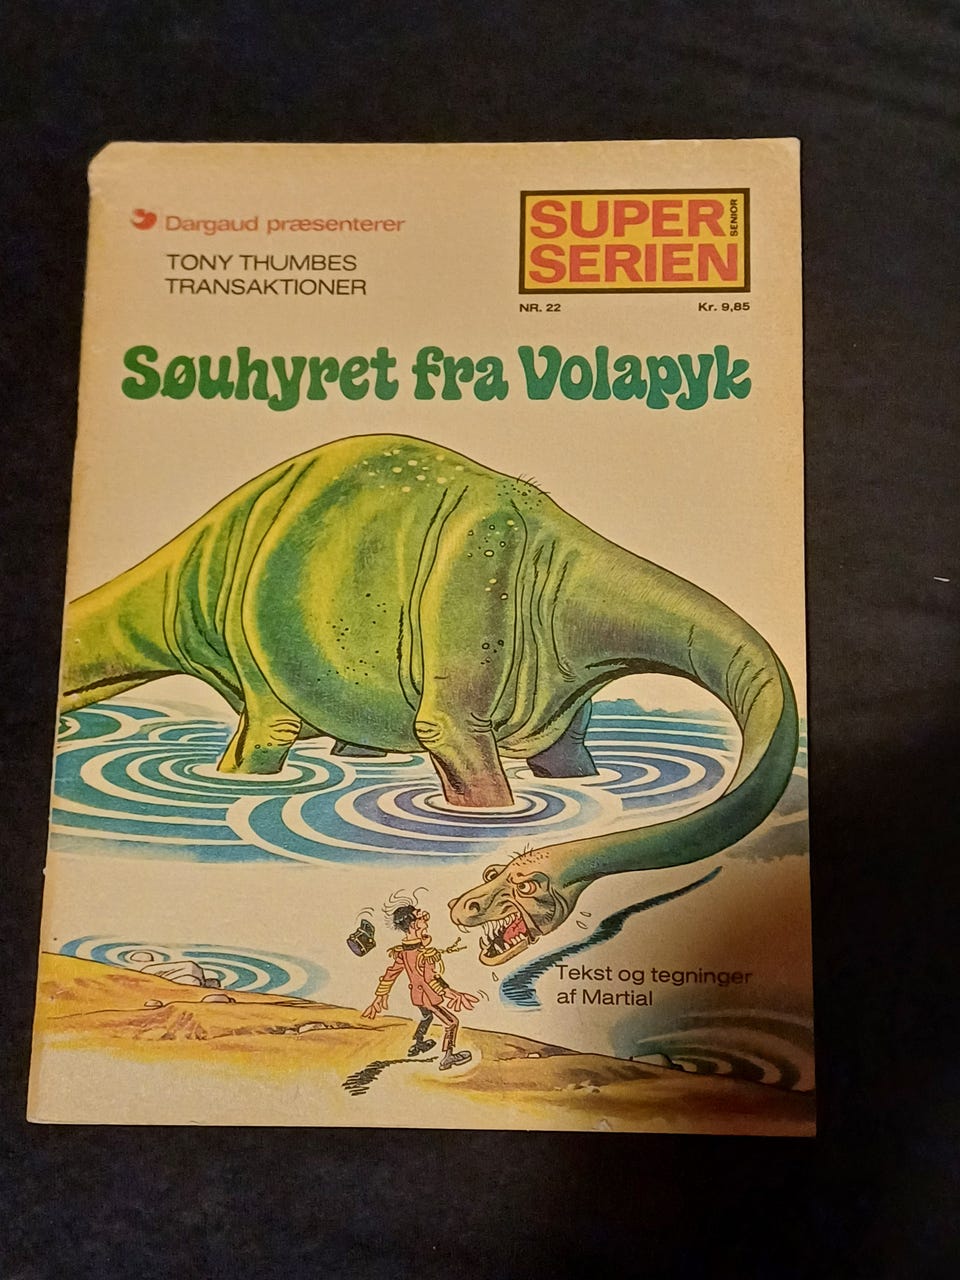 Dargaud præsenterer
TONY THUMBES
TRANSAKTIONER
SUPER SENIOR
SERIEN
NR. 22 Kr. 9,85
Søuhyret fra Volapyk
Tekst og tegninger
af Martial